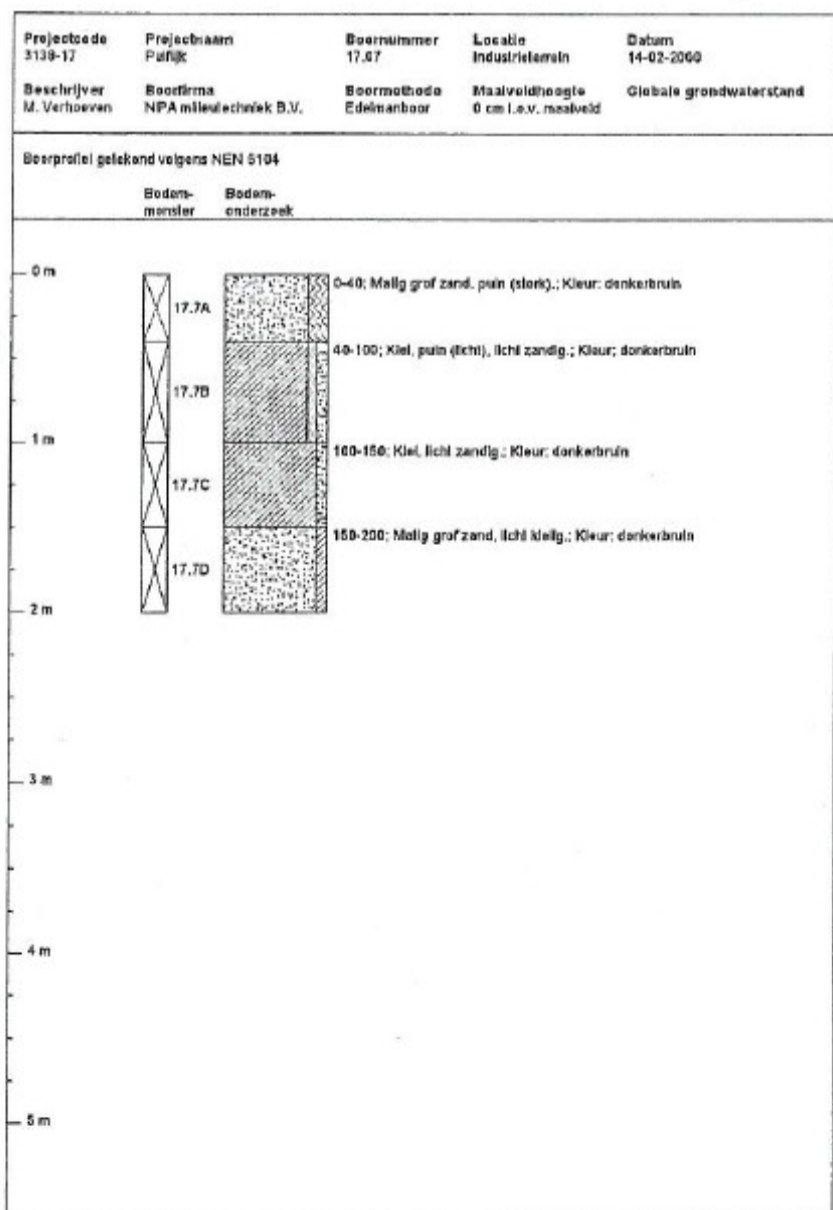 Projectcode Projectnaam Boornummer Locatie Datum
3139-17 Putfijk 17.07 Industrieterrein 14-02-2000
Beschrijver Boorfirma Boormethode Maaiveldhoogte Globale grondwaterstand
M. Verhoeven NIPA milieutechniek B.V. Edelmanboor 0 cm t.o.v. maaiveld
Boorprofiel getekend volgens NEN 5104
Bodem- Bodem-
monster onderzoek
0 m
0-40; Matig grof zand, puin (sterk).; Kleur: donkerbruin
17.7A
40-100; Klei, puin (licht), licht zandig.; Kleur: donkerbruin
17.7B
1 m
100-150; Klei, licht zandig.; Kleur: donkerbruin
17.7C
150-200; Matig grof zand, licht kleiig.; Kleur: donkerbruin
17.7D
2 m
3 m
4 m
5 m